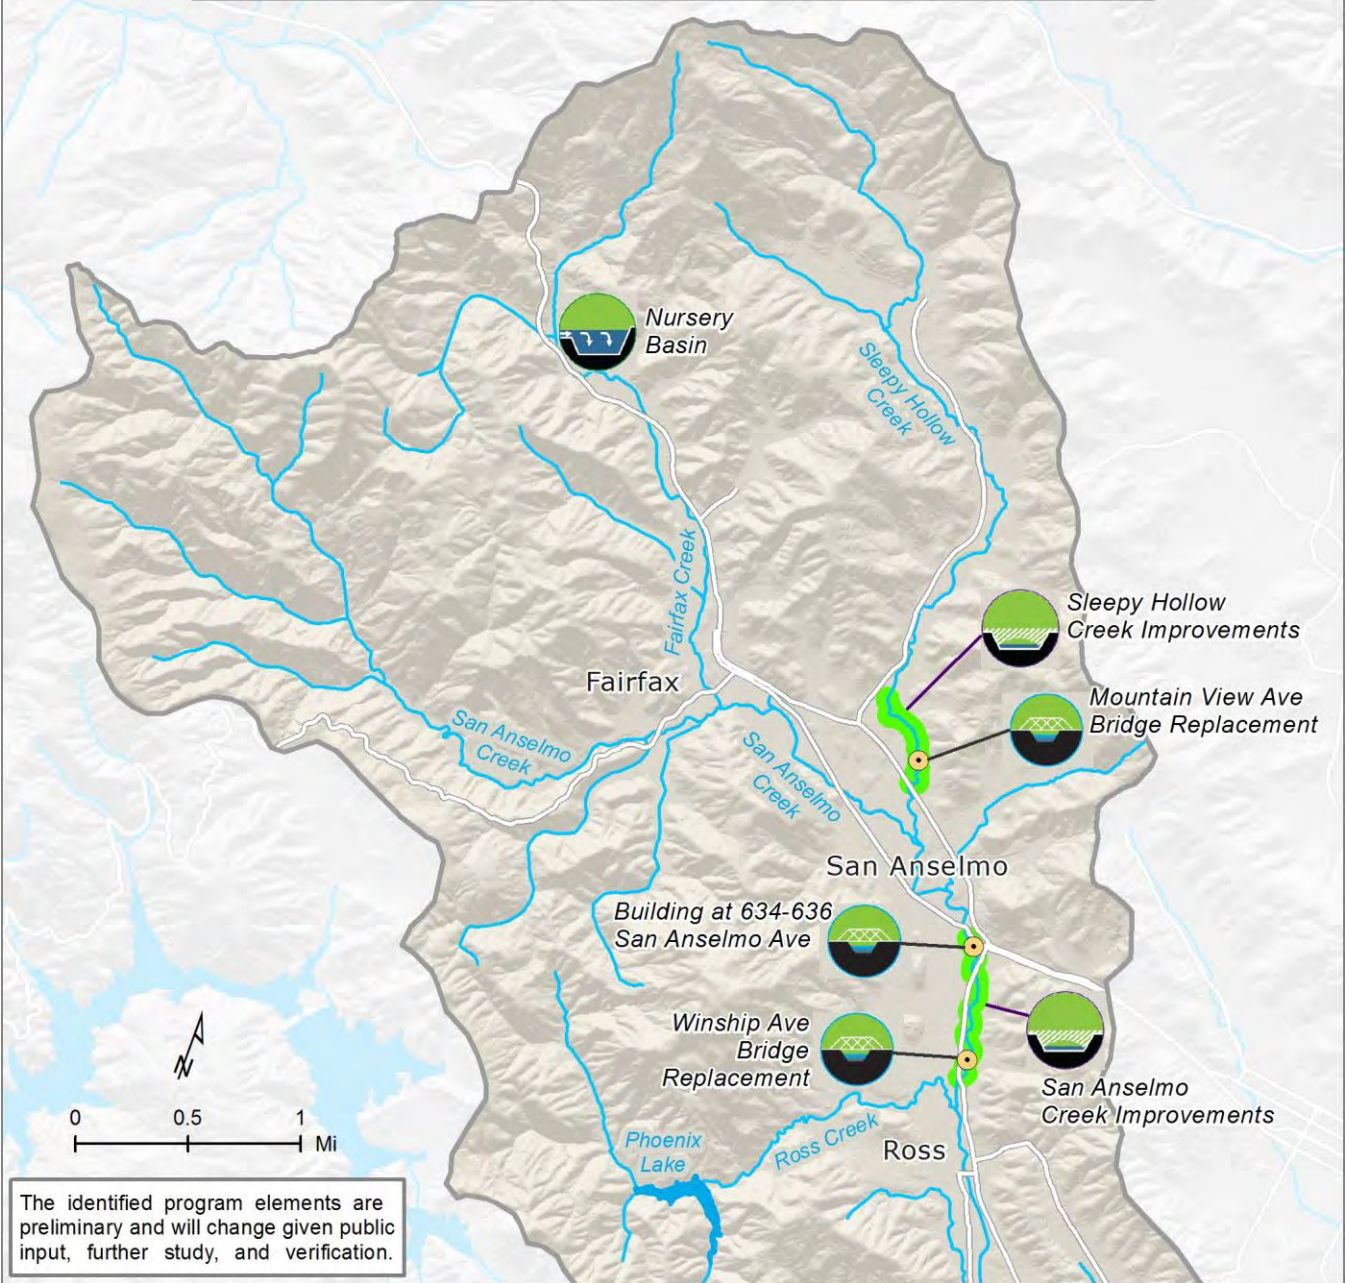 Nursery
Basin
Sleepy Hollow
Creek
Fairfax Creek
Sleepy Hollow
Creek Improvements
Fairfax
Mountain View Ave
Bridge Replacement
San Anselmo
Creek
San Anselmo
Creek
San Anselmo
Building at 634-636
San Anselmo Ave
Winship Ave
Bridge
Replacement
San Anselmo
Creek Improvements
N
0 0.5 1
Mi
Phoenix
Lake
Ross Creek
Ross
The identified program elements are
preliminary and will change given public
input, further study, and verification.